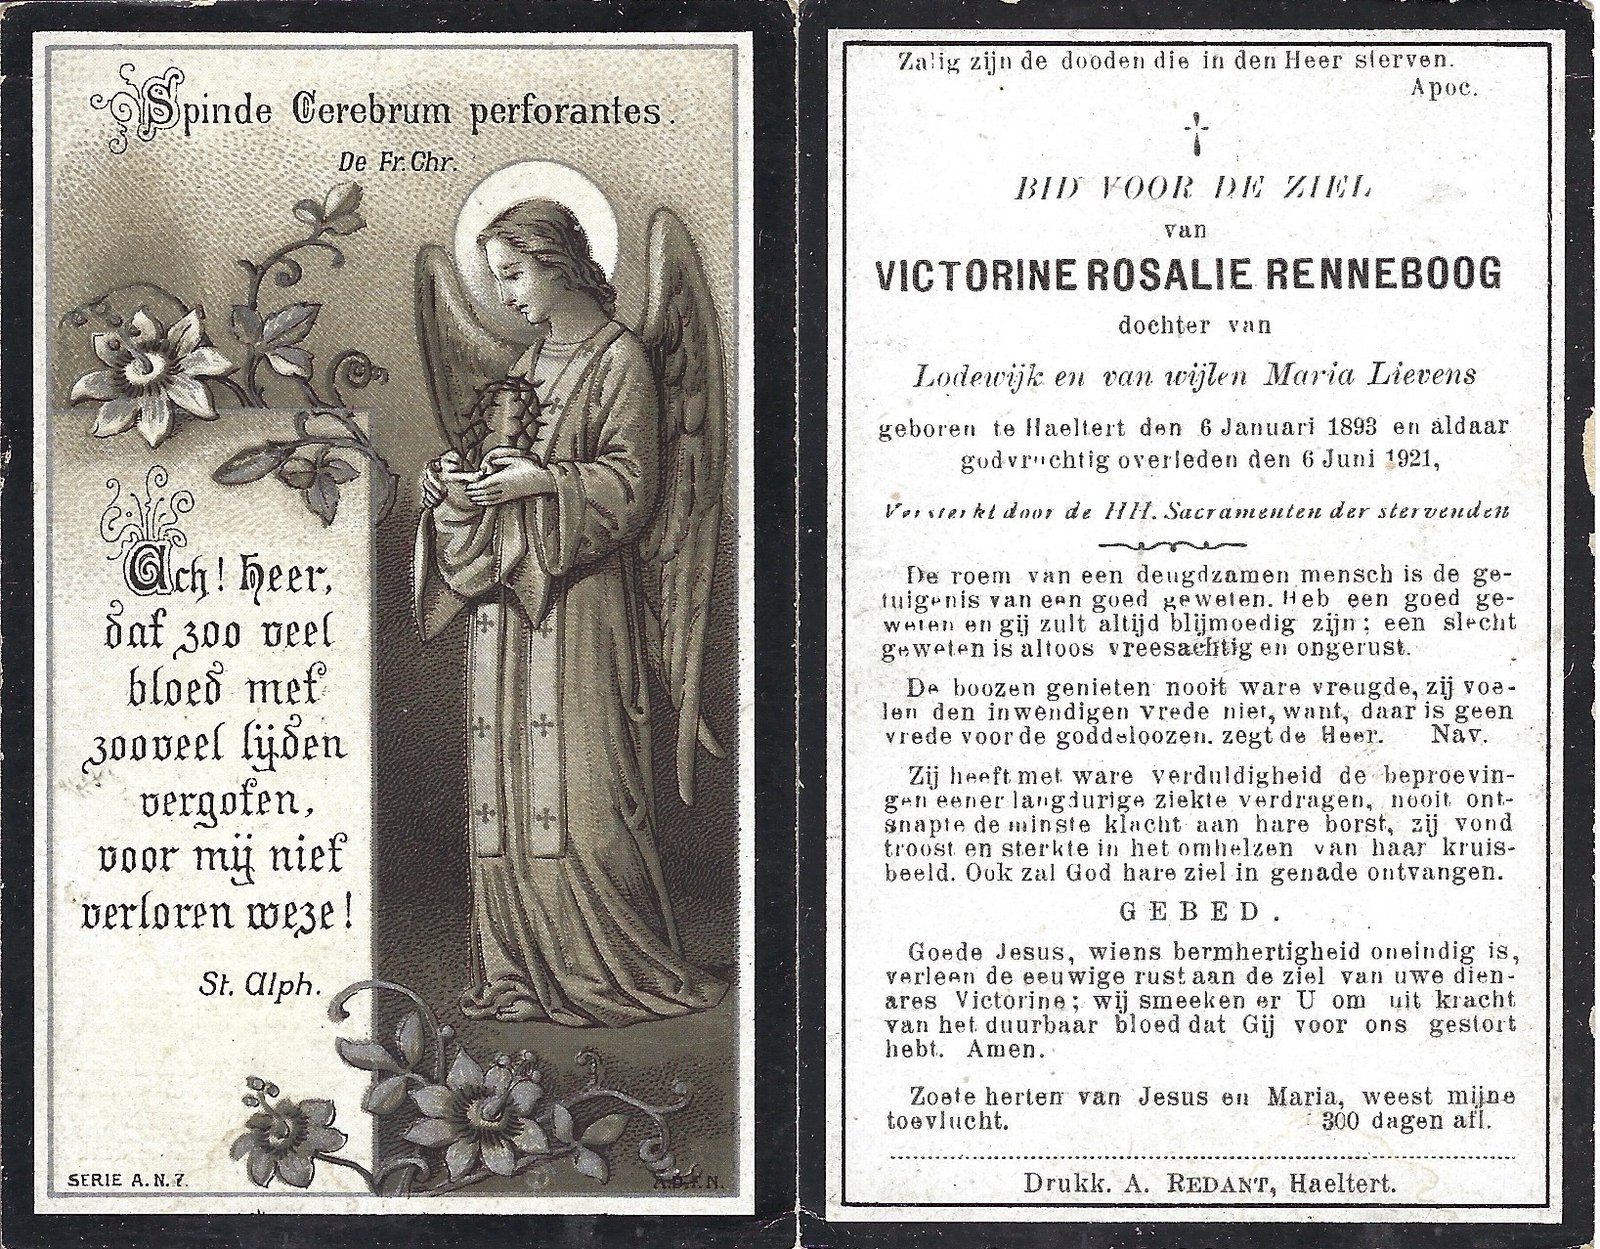 Spinde Cerebrum perforantes.
De Fr. Chr.
Ach! Heer,
dat zoo veel
bloed met
zooveel lijden
vergoten,
voor mij niet
verloren weze!
St. Alph.
SERIE A. N. 7.
Zalig zijn de dooden die in den Heer sterven.
Apoc.
BID VOOR DE ZIEL
van
VICTORINE ROSALIE RENNEBOOG
dochter van
Lodewijk en van wijlen Maria Lievens
geboren te Haeltert den 6 Januari 1893 en aldaar
godvruchtig overleden den 6 Juni 1921,
Versterkt door de HH. Sacramenten der stervenden
De roem van een deugdzamen mensch is de ge-
tuigenis van een goed geweten. Heb een goed ge-
weten en gij zult altijd blijmoedig zijn; een slecht
geweten is altoos vreesachtig en ongerust.
De boozen genieten nooit ware vreugde, zij voe-
len den inwendigen vrede niet, want, daar is geen
vrede voor de goddeloozen. zegt de Heer. Nav.
Zij heeft met ware verduldigheid de beproevin-
gen eener langdurige ziekte verdragen, nooit ont-
snapte de minste klacht aan hare borst, zij vond
troost en sterkte in het omhelzen van haar kruis-
beeld. Ook zal God hare ziel in genade ontvangen.
GEBED.
Goede Jesus, wiens bermhertigheid oneindig is,
verleen de eeuwige rust aan de ziel van uwe dien-
ares Victorine; wij smeeken er U om uit kracht
van het duurbaar bloed dat Gij voor ons gestort
hebt. Amen.
Zoete herten van Jesus en Maria, weest mijne
toevlucht. 300 dagen afl.
Drukk. A. REDANT, Haeltert.